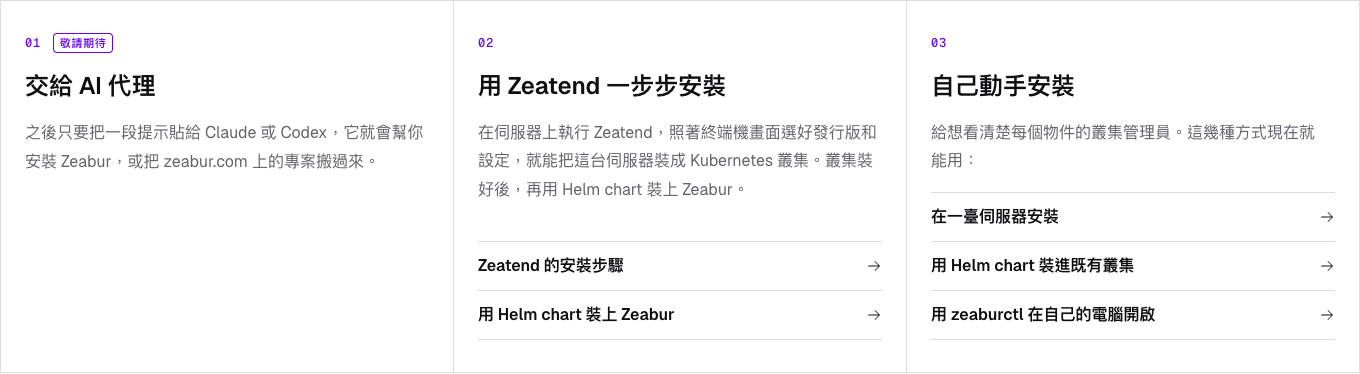 01 敬請期待
交給 AI 代理
之後只要把一段提示貼給 Claude 或 Codex，它就會幫你
安裝 Zeabur，或把 zeabur.com 上的專案搬過來。
02
用 Zeatend 一步步安裝
在伺服器上執行 Zeatend，照著終端機畫面選好發行版和
設定，就能把這台伺服器裝成 Kubernetes 叢集。叢集裝
好後，再用 Helm chart 裝上 Zeabur。
Zeatend 的安裝步驟 →
用 Helm chart 裝上 Zeabur →
03
自己動手安裝
給想看清楚每個物件的叢集管理員。這幾種方式現在就
能用：
在一臺伺服器安裝 →
用 Helm chart 裝進既有叢集 →
用 zeaburctl 在自己的電腦開啟 →